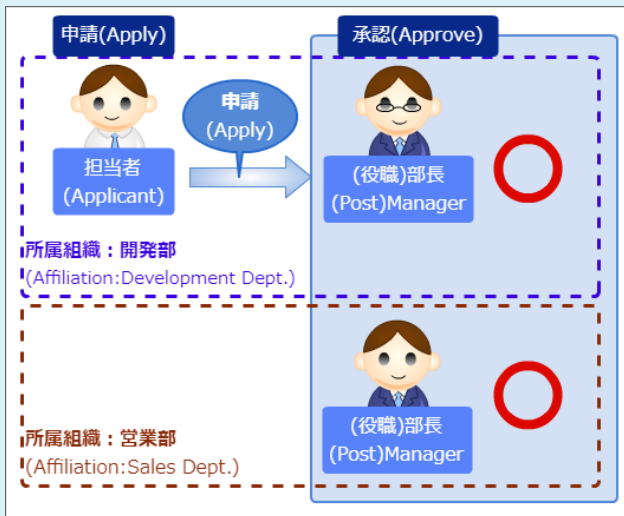 申請(Apply)
承認(Approve)
申請
(Apply)
担当者
(Applicant)
(役職)部長
(Post)Manager
所属組織：開発部
(Affiliation:Development Dept.)
(役職)部長
(Post)Manager
所属組織：営業部
(Affiliation:Sales Dept.)